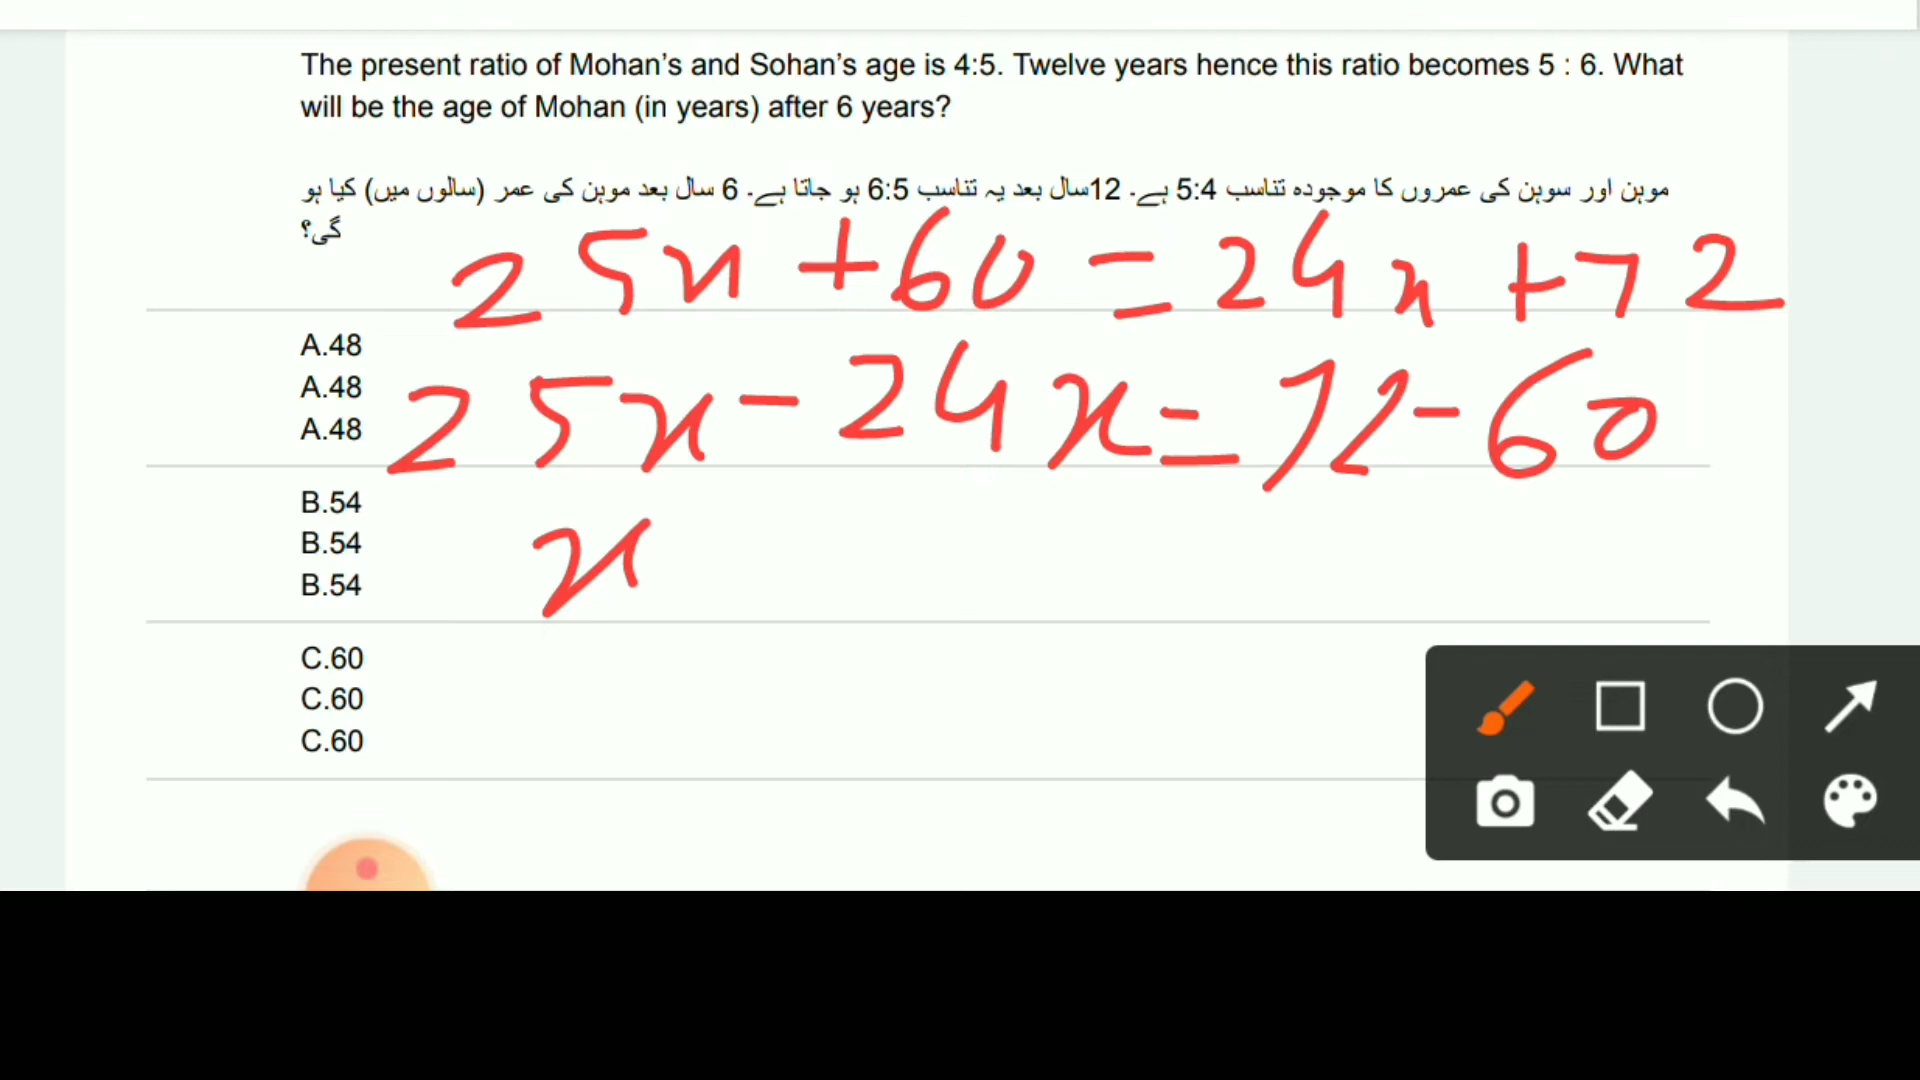 The present ratio of Mohan’s and Sohan’s age is 4:5. Twelve years hence this ratio becomes 5 : 6. What
will be the age of Mohan (in years) after 6 years?
موہن اور سوہن کی عمروں کا موجودہ تناسب 5:4 ہے۔ 12سال بعد یہ تناسب 6:5 ہو جاتا ہے۔ 6 سال بعد موہن کی عمر (سالوں میں) کیا ہو
گی؟
25x+60=24x+72
A.48
A.48
A.48
25x-24x=72-60
B.54
B.54
B.54
x
C.60
C.60
C.60